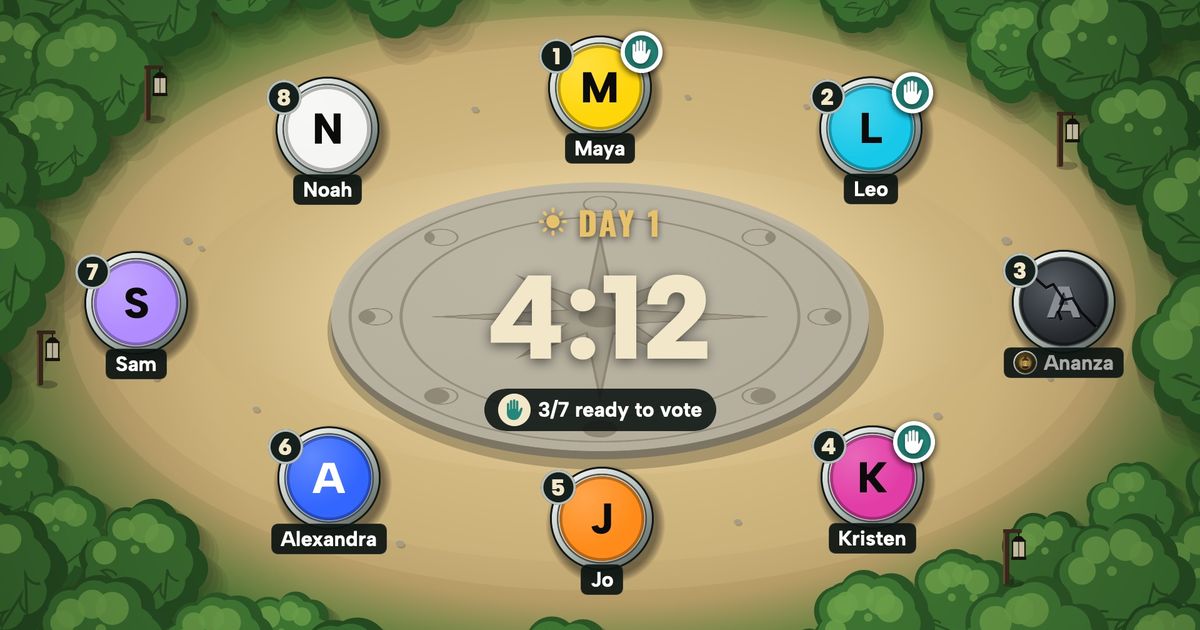 1
M
Maya
8
N
Noah
2
L
Leo
DAY 1
4:12
3/7 ready to vote
7
S
Sam
3
A
Ananza
6
A
Alexandra
5
J
Jo
4
K
Kristen